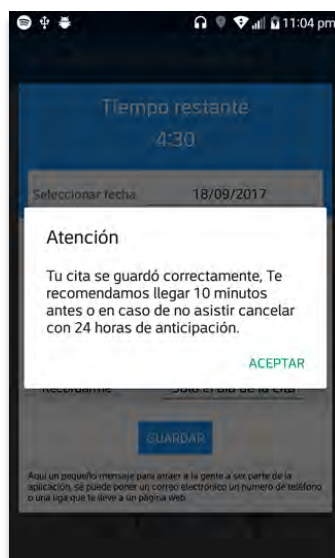 11:04 pm
Tiempo restante
4:30
Seleccionar fecha 18/09/2017
Atención
Tu cita se guardó correctamente, Te
recomendamos llegar 10 minutos
antes o en caso de no asistir cancelar
con 24 horas de anticipación.
ACEPTAR
Recordarme Solo el día de la cita
GUARDAR
Aqui un pequeño mensaje para atraer a la gente a ser parte de la
aplicación, se puede poner un correo electrónico un numero de teléfono
o una liga que te lleve a un página web